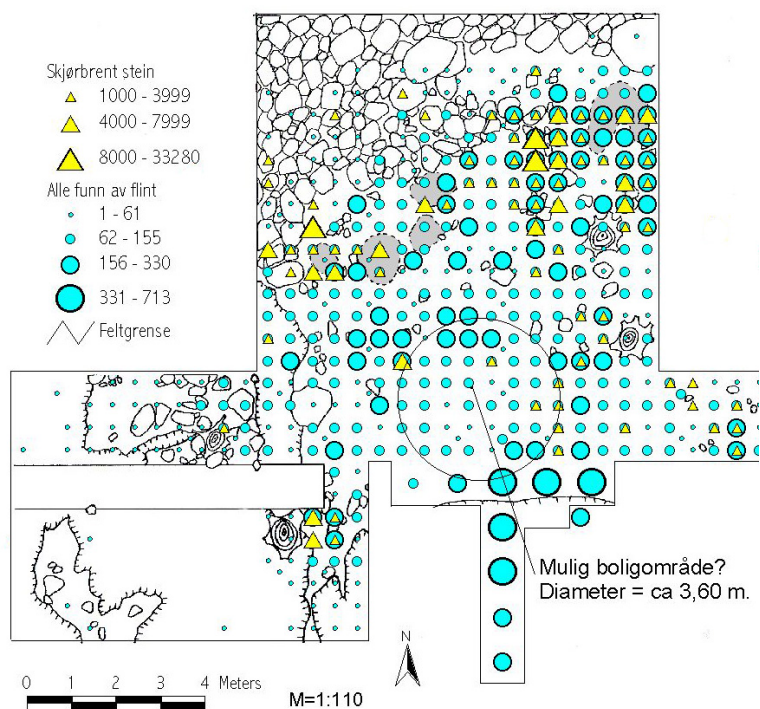 Skjørbrent stein
1000 - 3999
4000 - 7999
8000 - 33280
Alle funn av flint
1 - 61
62 - 155
156 - 330
331 - 713
Feltgrense
Mulig boligområde?
Diameter = ca 3,60 m.
N
0 1 2 3 4 Meters
M=1:110